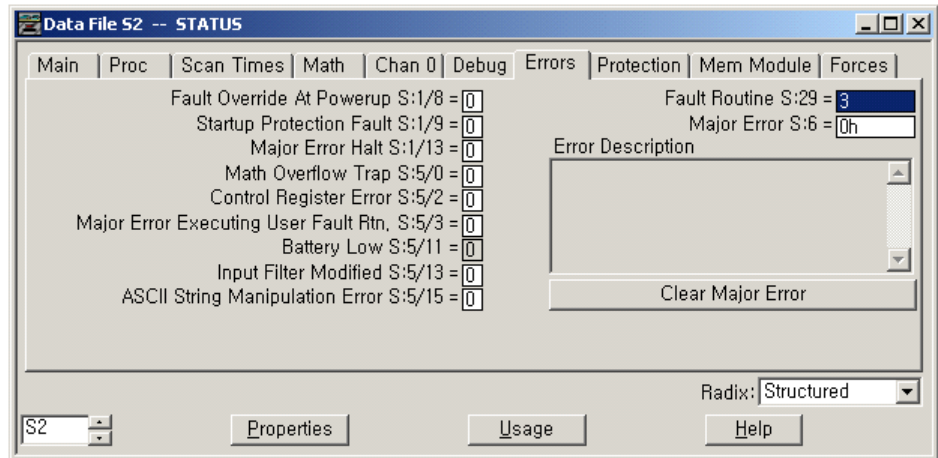 Data File S2 -- STATUS
Main Proc Scan Times Math Chan 0 Debug Errors Protection Mem Module Forces
Fault Override At Powerup S:1/8 = 0
Startup Protection Fault S:1/9 = 0
Major Error Halt S:1/13 = 0
Math Overflow Trap S:5/0 = 0
Control Register Error S:5/2 = 0
Major Error Executing User Fault Rtn, S:5/3 = 0
Battery Low S:5/11 = 0
Input Filter Modified S:5/13 = 0
ASCII String Manipulation Error S:5/15 = 0
Fault Routine S:29 = 3
Major Error S:6 = 0h
Error Description
Clear Major Error
Radix: Structured
S2 Properties Usage Help